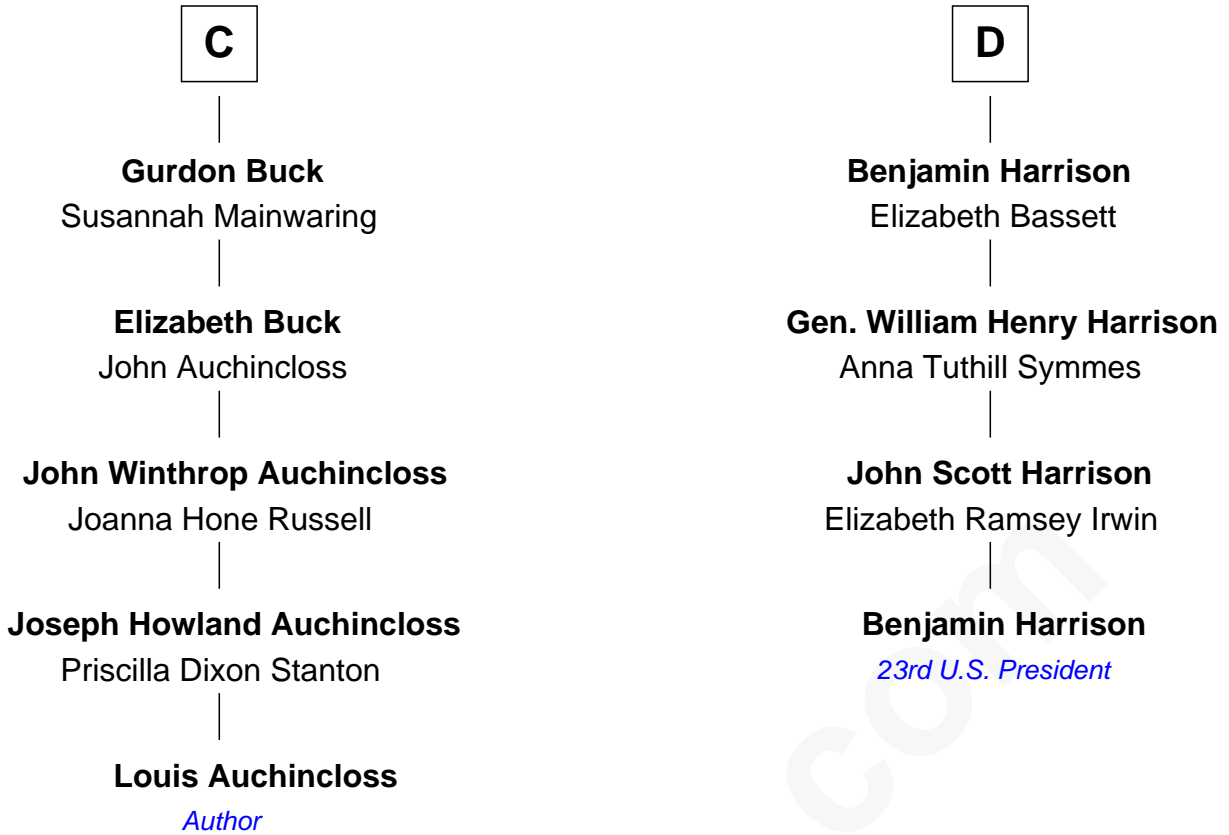 C
Gurdon Buck
Susannah Mainwaring
Elizabeth Buck
John Auchincloss
John Winthrop Auchincloss
Joanna Hone Russell
Joseph Howland Auchincloss
Priscilla Dixon Stanton
Louis Auchincloss
Author
D
Benjamin Harrison
Elizabeth Bassett
Gen. William Henry Harrison
Anna Tuthill Symmes
John Scott Harrison
Elizabeth Ramsey Irwin
Benjamin Harrison
23rd U.S. President
com